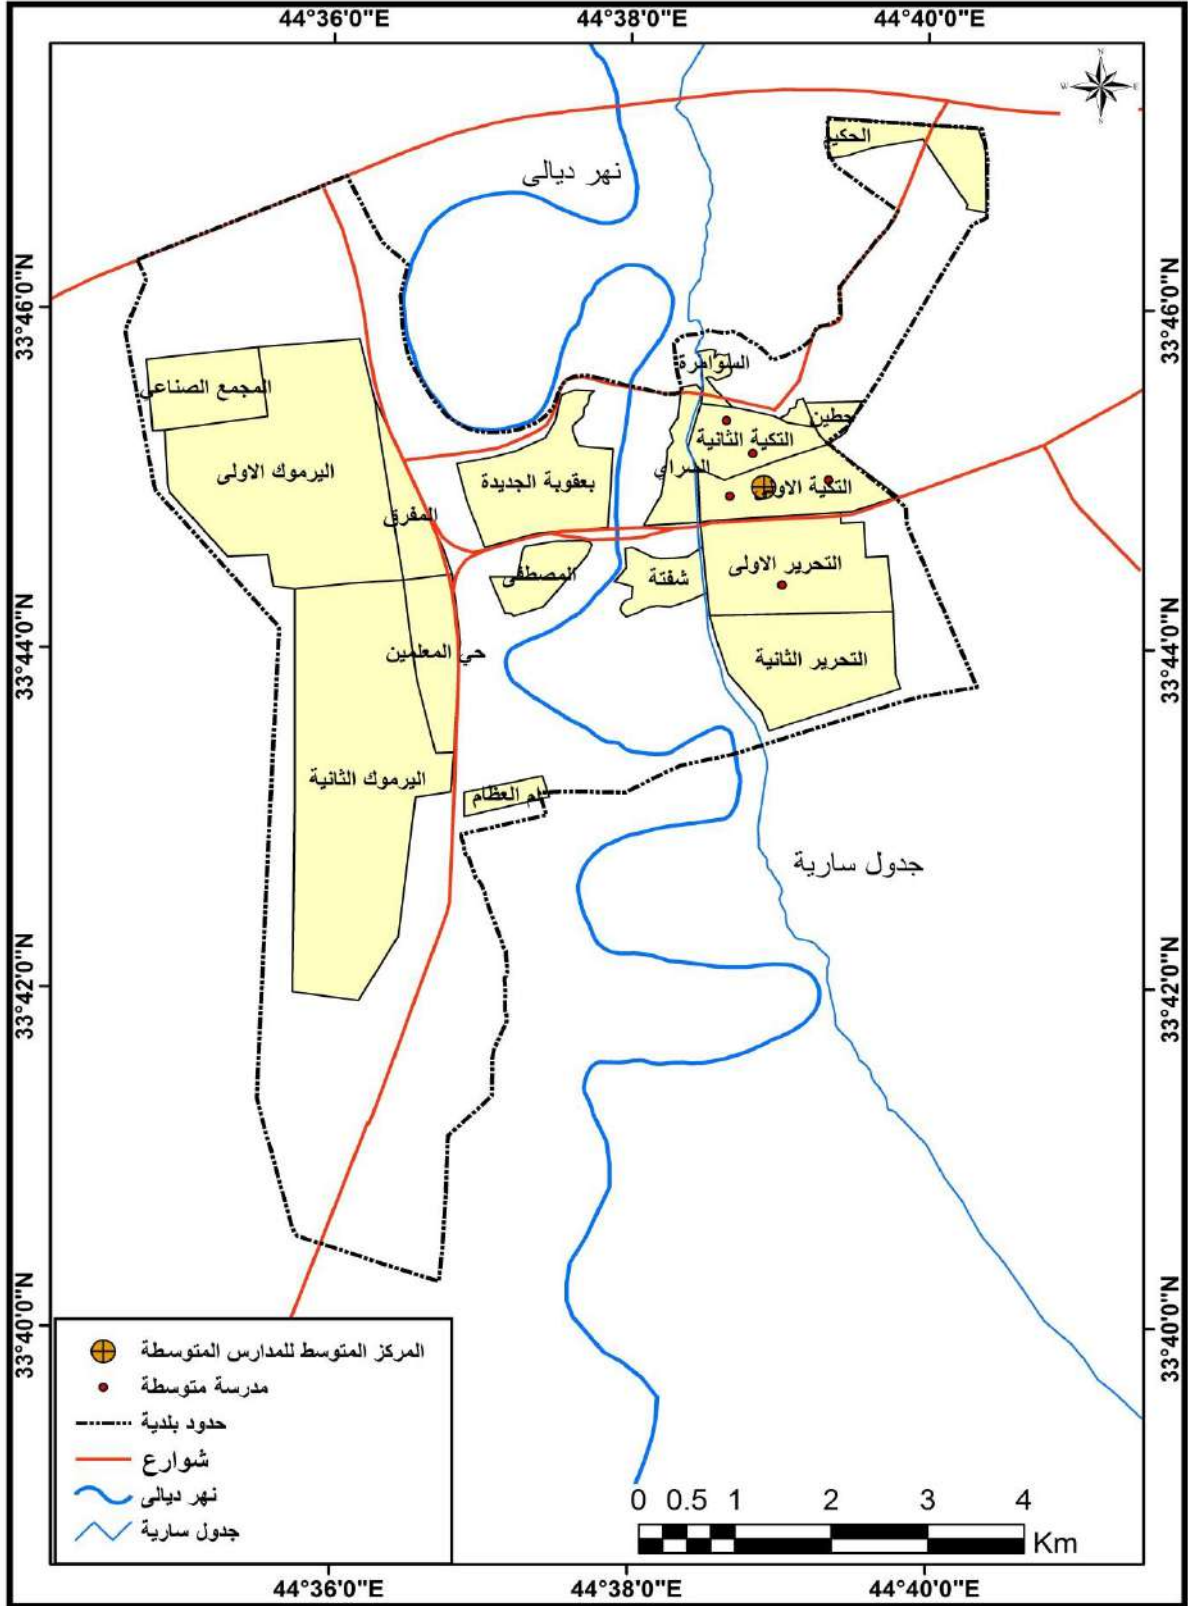 44°36'0"E 44°38'0"E 44°40'0"E
N
W E
S
الحكيم
نهر ديالى
33°46'0"N
33°46'0"N
السوامرة
المجمع الصناعي
حطين
التكية الثانية
السراي
اليرموك الاولى
بعقوبة الجديدة
التكية الاولى
المفرق
التحرير الاولى
المصطفى
شفتة
33°44'0"N
33°44'0"N
حي المعلمين
التحرير الثانية
اليرموك الثانية
ام العظام
جدول سارية
33°42'0"N
33°42'0"N
33°40'0"N
33°40'0"N
المركز المتوسط للمدارس المتوسطة
مدرسة متوسطة
حدود بلدية
شوارع
نهر ديالى
جدول سارية
0 0.5 1 2 3 4
Km
44°36'0"E 44°38'0"E 44°40'0"E